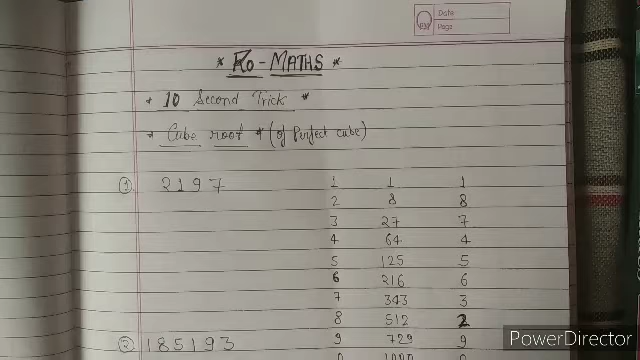 Date
Page
* Ro - MATHS *
* 10 Second Trick *
* Cube root * (of Perfect cube)
① 2197
1 1 1
2 8 8
3 27 7
4 64 4
5 125 5
6 216 6
7 343 3
8 512 2
② 185193
9 729 9
PowerDirector